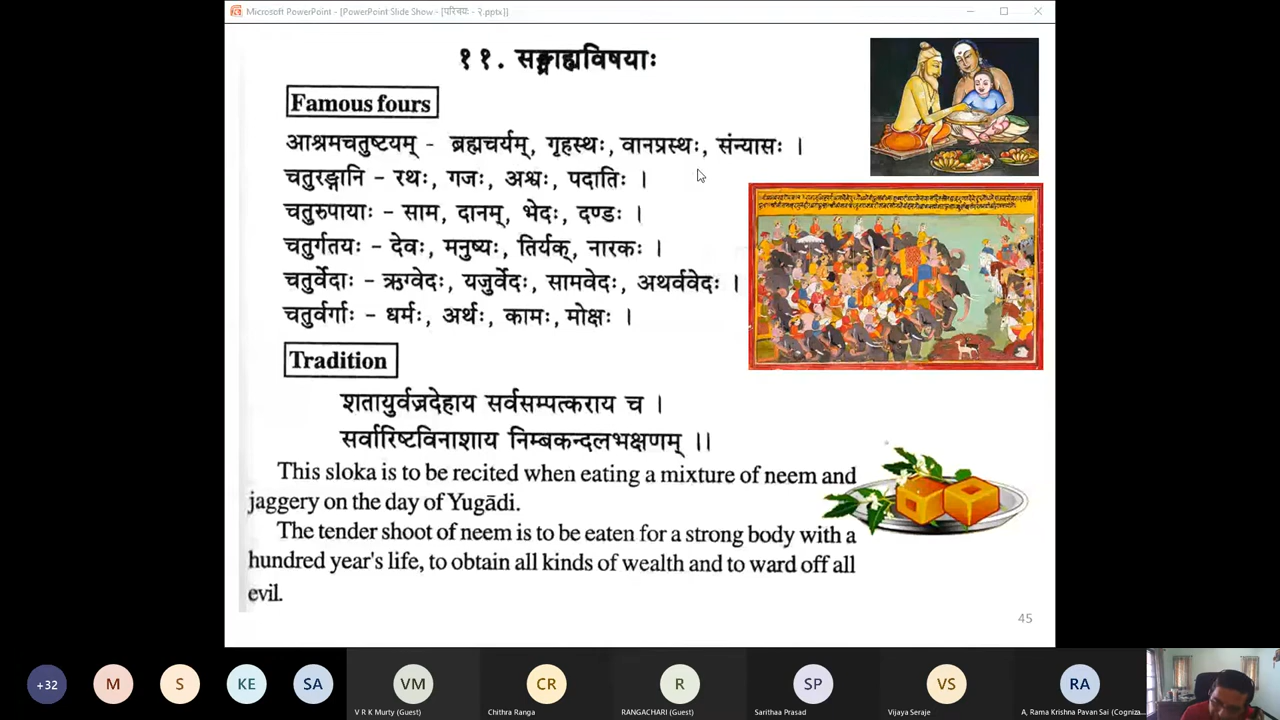 Microsoft PowerPoint - [PowerPoint Slide Show - [परिचयः - २.pptx]]
११. सङ्ग्राह्यविषयाः
Famous fours
आश्रमचतुष्टयम् - ब्रह्मचर्यम्, गृहस्थः, वानप्रस्थः, संन्यासः ।
चतुरङ्गानि - रथः, गजः, अश्वः, पदातिः ।
चतुरुपायाः - साम, दानम्, भेदः, दण्डः ।
चतुर्गतयः - देवः, मनुष्यः, तिर्यक्, नारकः ।
चतुर्वेदाः - ऋग्वेदः, यजुर्वेदः, सामवेदः, अथर्ववेदः ।
चतुर्वर्गाः - धर्मः, अर्थः, कामः, मोक्षः ।
Tradition
शतायुर्वज्रदेहाय सर्वसम्पत्कराय च ।
सर्वारिष्टविनाशाय निम्बकन्दलभक्षणम् ।।
This sloka is to be recited when eating a mixture of neem and
jaggery on the day of Yugādi.
The tender shoot of neem is to be eaten for a strong body with a
hundred year's life, to obtain all kinds of wealth and to ward off all
evil.
45
+32
M
S
KE
SA
VM
CR
R
SP
VS
RA
V R K Murty (Guest)
Chithra Ranga
RANGACHARI (Guest)
Sarithaa Prasad
Vijaya Seraje
A, Rama Krishna Pavan Sai (Cogniza...